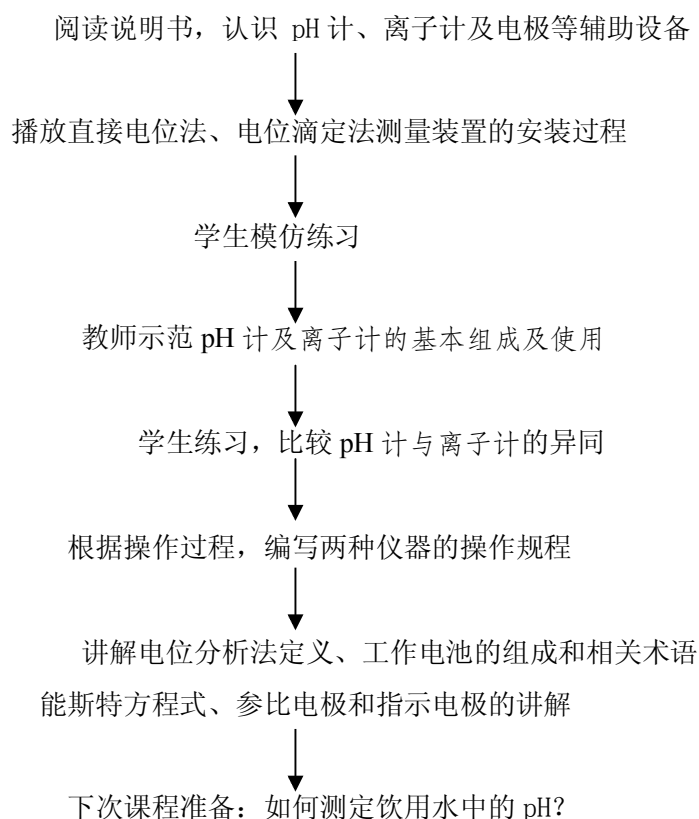 阅读说明书，认识 pH 计、离子计及电极等辅助设备
播放直接电位法、电位滴定法测量装置的安装过程
学生模仿练习
教师示范 pH 计及离子计的基本组成及使用
学生练习，比较 pH 计与离子计的异同
根据操作过程，编写两种仪器的操作规程
讲解电位分析法定义、工作电池的组成和相关术语
能斯特方程式、参比电极和指示电极的讲解
下次课程准备：如何测定饮用水中的 pH？